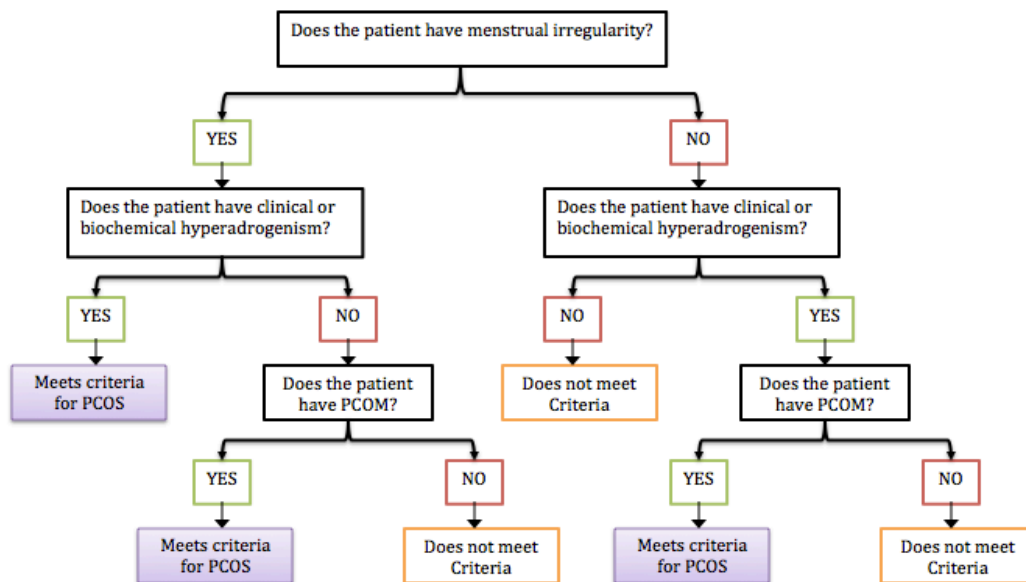 Does the patient have menstrual irregularity?
YES
NO
Does the patient have clinical or
biochemical hyperadrogenism?
Does the patient have clinical or
biochemical hyperadrogenism?
YES
NO
NO
YES
Meets criteria
for PCOS
Does the patient
have PCOM?
Does not meet
Criteria
Does the patient
have PCOM?
YES
NO
YES
NO
Meets criteria
for PCOS
Does not meet
Criteria
Meets criteria
for PCOS
Does not meet
Criteria